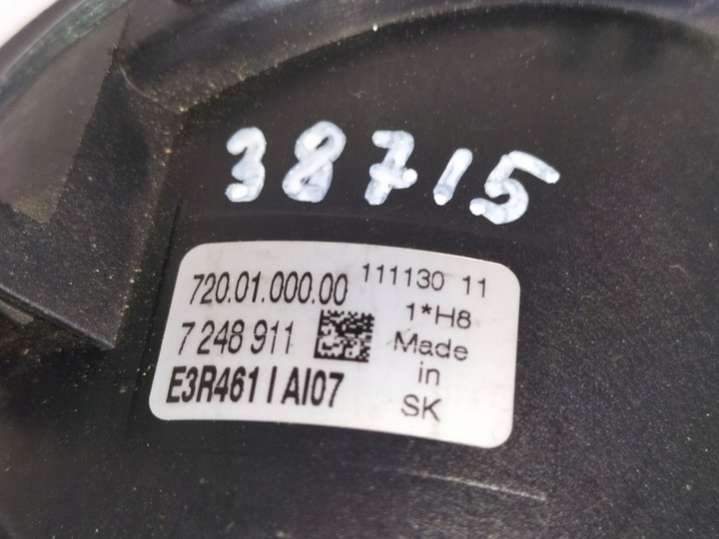 38715
720.01.000.00 111130 11
1*H8
7 248 911 Made
in
E3R461 I AI07 SK